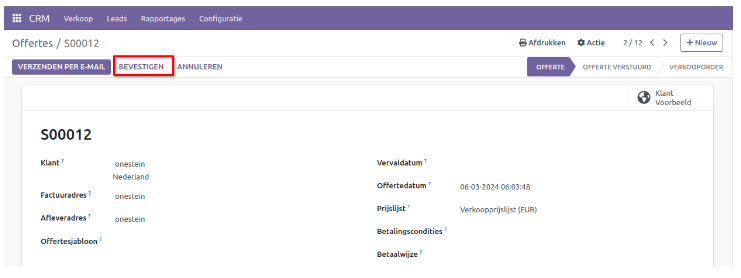 CRM Verkoop Leads Rapportages Configuratie
Offertes / S00012 Afdrukken Actie 2 / 12 + Nieuw
VERZENDEN PER E-MAIL BEVESTIGEN ANNULEREN OFFERTE OFFERTE VERSTUURD VERKOOPORDER
Klant
Voorbeeld
S00012
Klant ? onestein
Nederland
Factuuradres ? onestein
Afleveradres ? onestein
Offertesjabloon ?
Vervaldatum ?
Offertedatum ? 06-03-2024 06:03:48
Prijslijst ? Verkoopprijslijst (EUR)
Betalingscondities ?
Betaalwijze ?